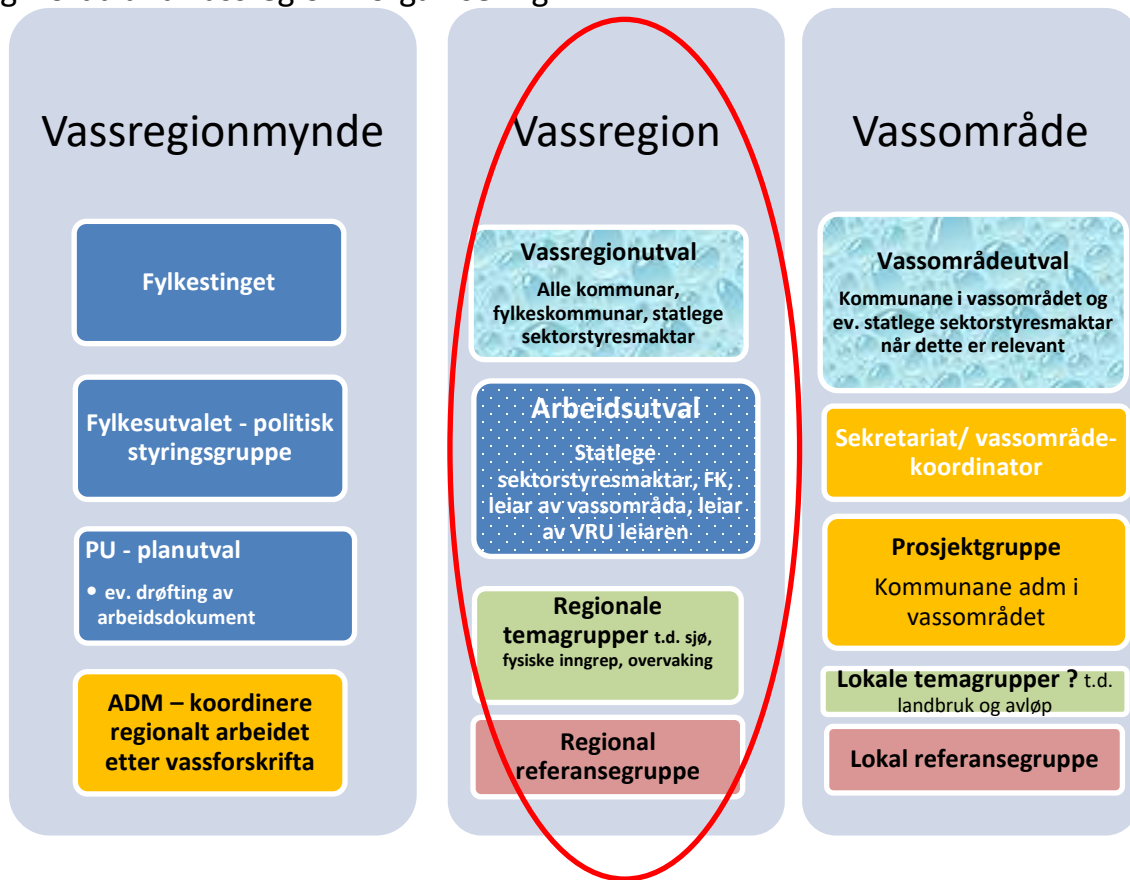 Vassregionmynde
Fylkestinget
Fylkesutvalet - politisk
styringsgruppe
PU - planutval
• ev. drøfting av
arbeidsdokument
ADM – koordinere
regionalt arbeidet
etter vassforskrifta
Vassregion
Vassregionutval
Alle kommunar,
fylkeskommunar, statlege
sektorstyresmaktar
Arbeidsutval
Statlege
sektorstyresmaktar, FK,
leiar av vassområda, leiar
av VRU leiaren
Regionale
temagrupper t.d. sjø,
fysiske inngrep, overvaking
Regional
referansegruppe
Vassområde
Vassområdeutval
Kommunane i vassområdet og
ev. statlege sektorstyresmaktar
når dette er relevant
Sekretariat/ vassområde-
koordinator
Prosjektgruppe
Kommunane adm i
vassområdet
Lokale temagrupper ? t.d.
landbruk og avløp
Lokal referansegruppe